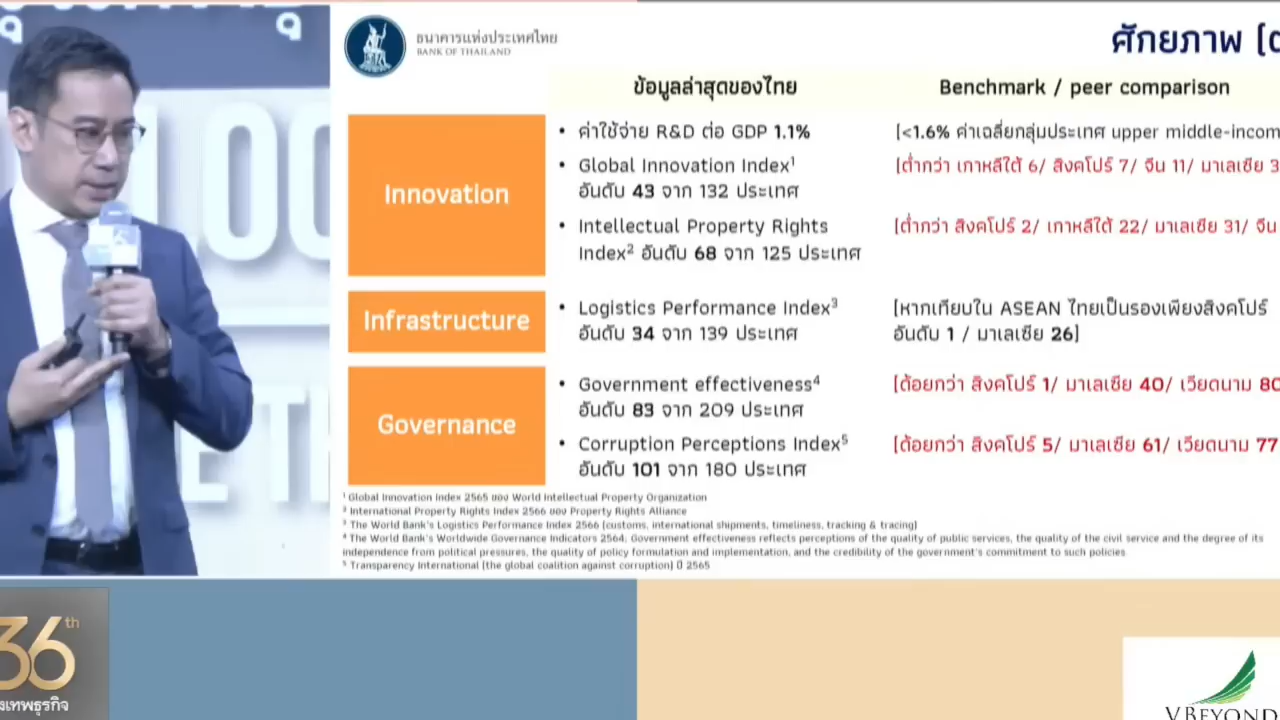 ธนาคารแห่งประเทศไทย
BANK OF THAILAND
ศักยภาพ
ข้อมูลล่าสุดของไทย
Benchmark / peer comparison
Innovation
• ค่าใช้จ่าย R&D ต่อ GDP 1.1%
[<1.6% ค่าเฉลี่ยกลุ่มประเทศ upper middle-incom
• Global Innovation Index¹
อันดับ 43 จาก 132 ประเทศ
[ต่ำกว่า เกาหลีใต้ 6/ สิงคโปร์ 7/ จีน 11/ มาเลเซีย 3
• Intellectual Property Rights
Index² อันดับ 68 จาก 125 ประเทศ
[ต่ำกว่า สิงคโปร์ 2/ เกาหลีใต้ 22/ มาเลเซีย 31/ จีน
Infrastructure
• Logistics Performance Index³
อันดับ 34 จาก 139 ประเทศ
[หากเทียบใน ASEAN ไทยเป็นรองเพียงสิงคโปร์
อันดับ 1 / มาเลเซีย 26]
Governance
• Government effectiveness⁴
อันดับ 83 จาก 209 ประเทศ
[ด้อยกว่า สิงคโปร์ 1/ มาเลเซีย 40/ เวียดนาม 80
• Corruption Perceptions Index⁵
อันดับ 101 จาก 180 ประเทศ
[ด้อยกว่า สิงคโปร์ 5/ มาเลเซีย 61/ เวียดนาม 77
¹ Global Innovation Index 2565 ของ World Intellectual Property Organization
² International Property Rights Index 2566 ของ Property Rights Alliance
³ The World Bank's Logistics Performance Index 2566 (customs, international shipments, timeliness, tracking & tracing)
⁴ The World Bank's Worldwide Governance Indicators 2564; Government effectiveness reflects perceptions of the quality of public services, the quality of the civil service and the degree of its
independence from political pressures, the quality of policy formulation and implementation, and the credibility of the government's commitment to such policies
⁵ Transparency International (the global coalition against corruption) ปี 2565
36th
งเทพธุรกิจ
VBEYOND